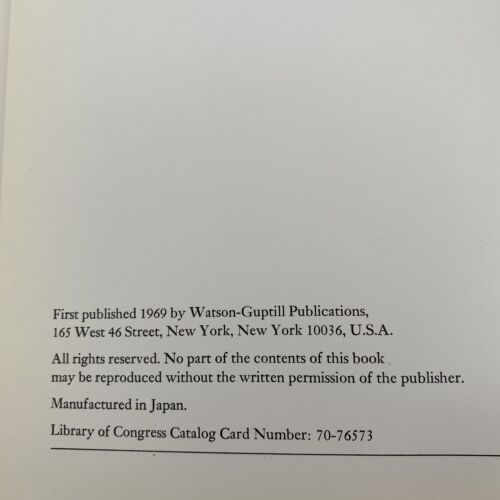 First published 1969 by Watson-Guptill Publications,
165 West 46 Street, New York, New York 10036, U.S.A.
All rights reserved. No part of the contents of this book
may be reproduced without the written permission of the publisher.
Manufactured in Japan.
Library of Congress Catalog Card Number: 70-76573